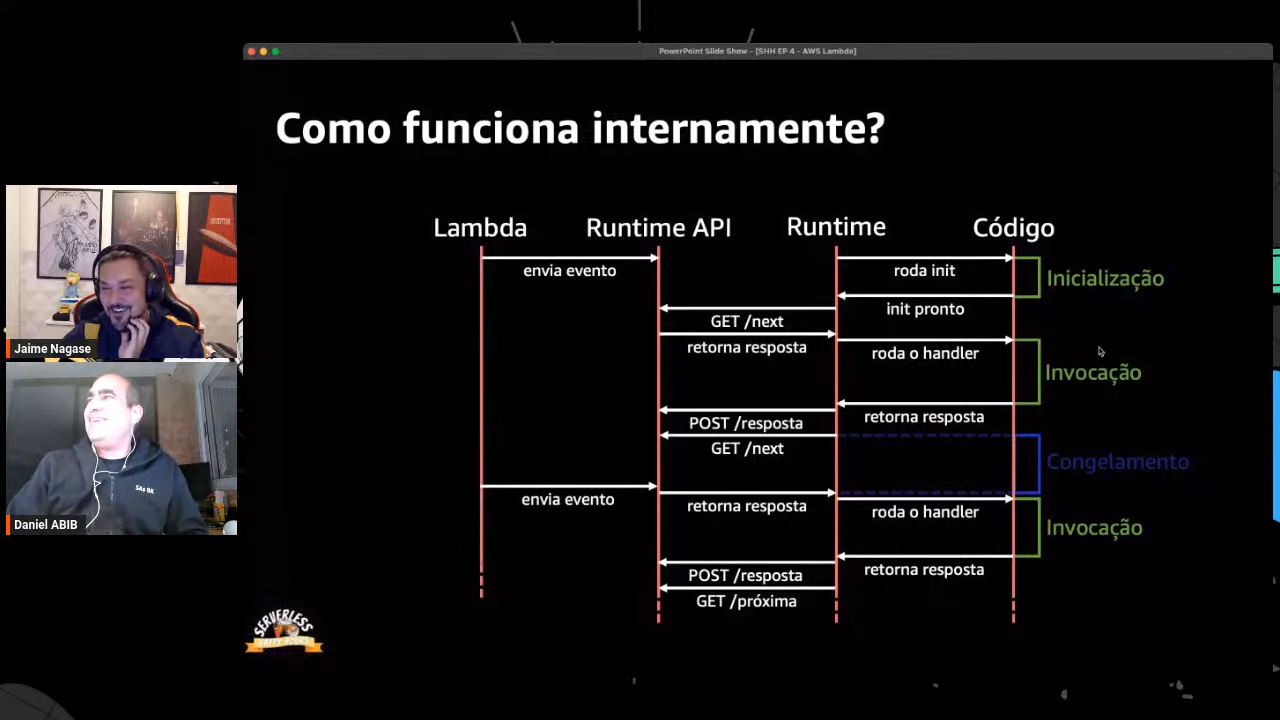 PowerPoint Slide Show - [SHH EP 4 - AWS Lambda]
Como funciona internamente?
Lambda
Runtime API
Runtime
Código
envia evento
roda init
Inicialização
init pronto
GET /next
retorna resposta
roda o handler
Invocação
retorna resposta
POST /resposta
GET /next
Congelamento
envia evento
retorna resposta
roda o handler
Invocação
retorna resposta
POST /resposta
GET /próxima
Jaime Nagase
Daniel ABIB
SERVERLESS
HAPPY HOURS